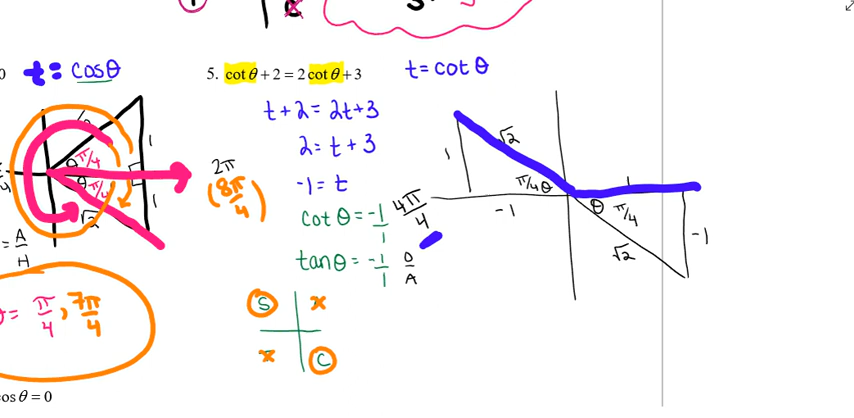 t = cosθ
π/4
π/4
√2
1
1
= A/H
2π
(8π/4)
= π/4, 7π/4
cos θ = 0
5. cot θ + 2 = 2 cot θ + 3
t = cot θ
t + 2 = 2t + 3
2 = t + 3
-1 = t
cot θ = -1/1
tan θ = -1/1 O/A
S x
x C
4π/4
1
√2
π/4 θ
-1
1
θ π/4
√2
-1